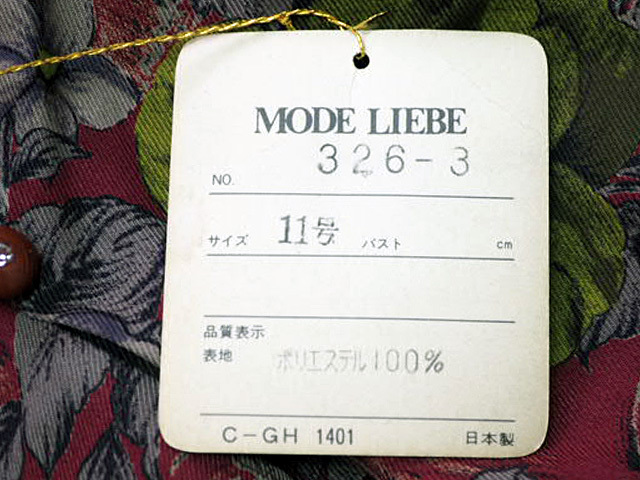 MODE LIEBE
NO. 326-3
サイズ 11号 バスト cm
品質表示
表地 ポリエステル100%
C-GH 1401 日本製